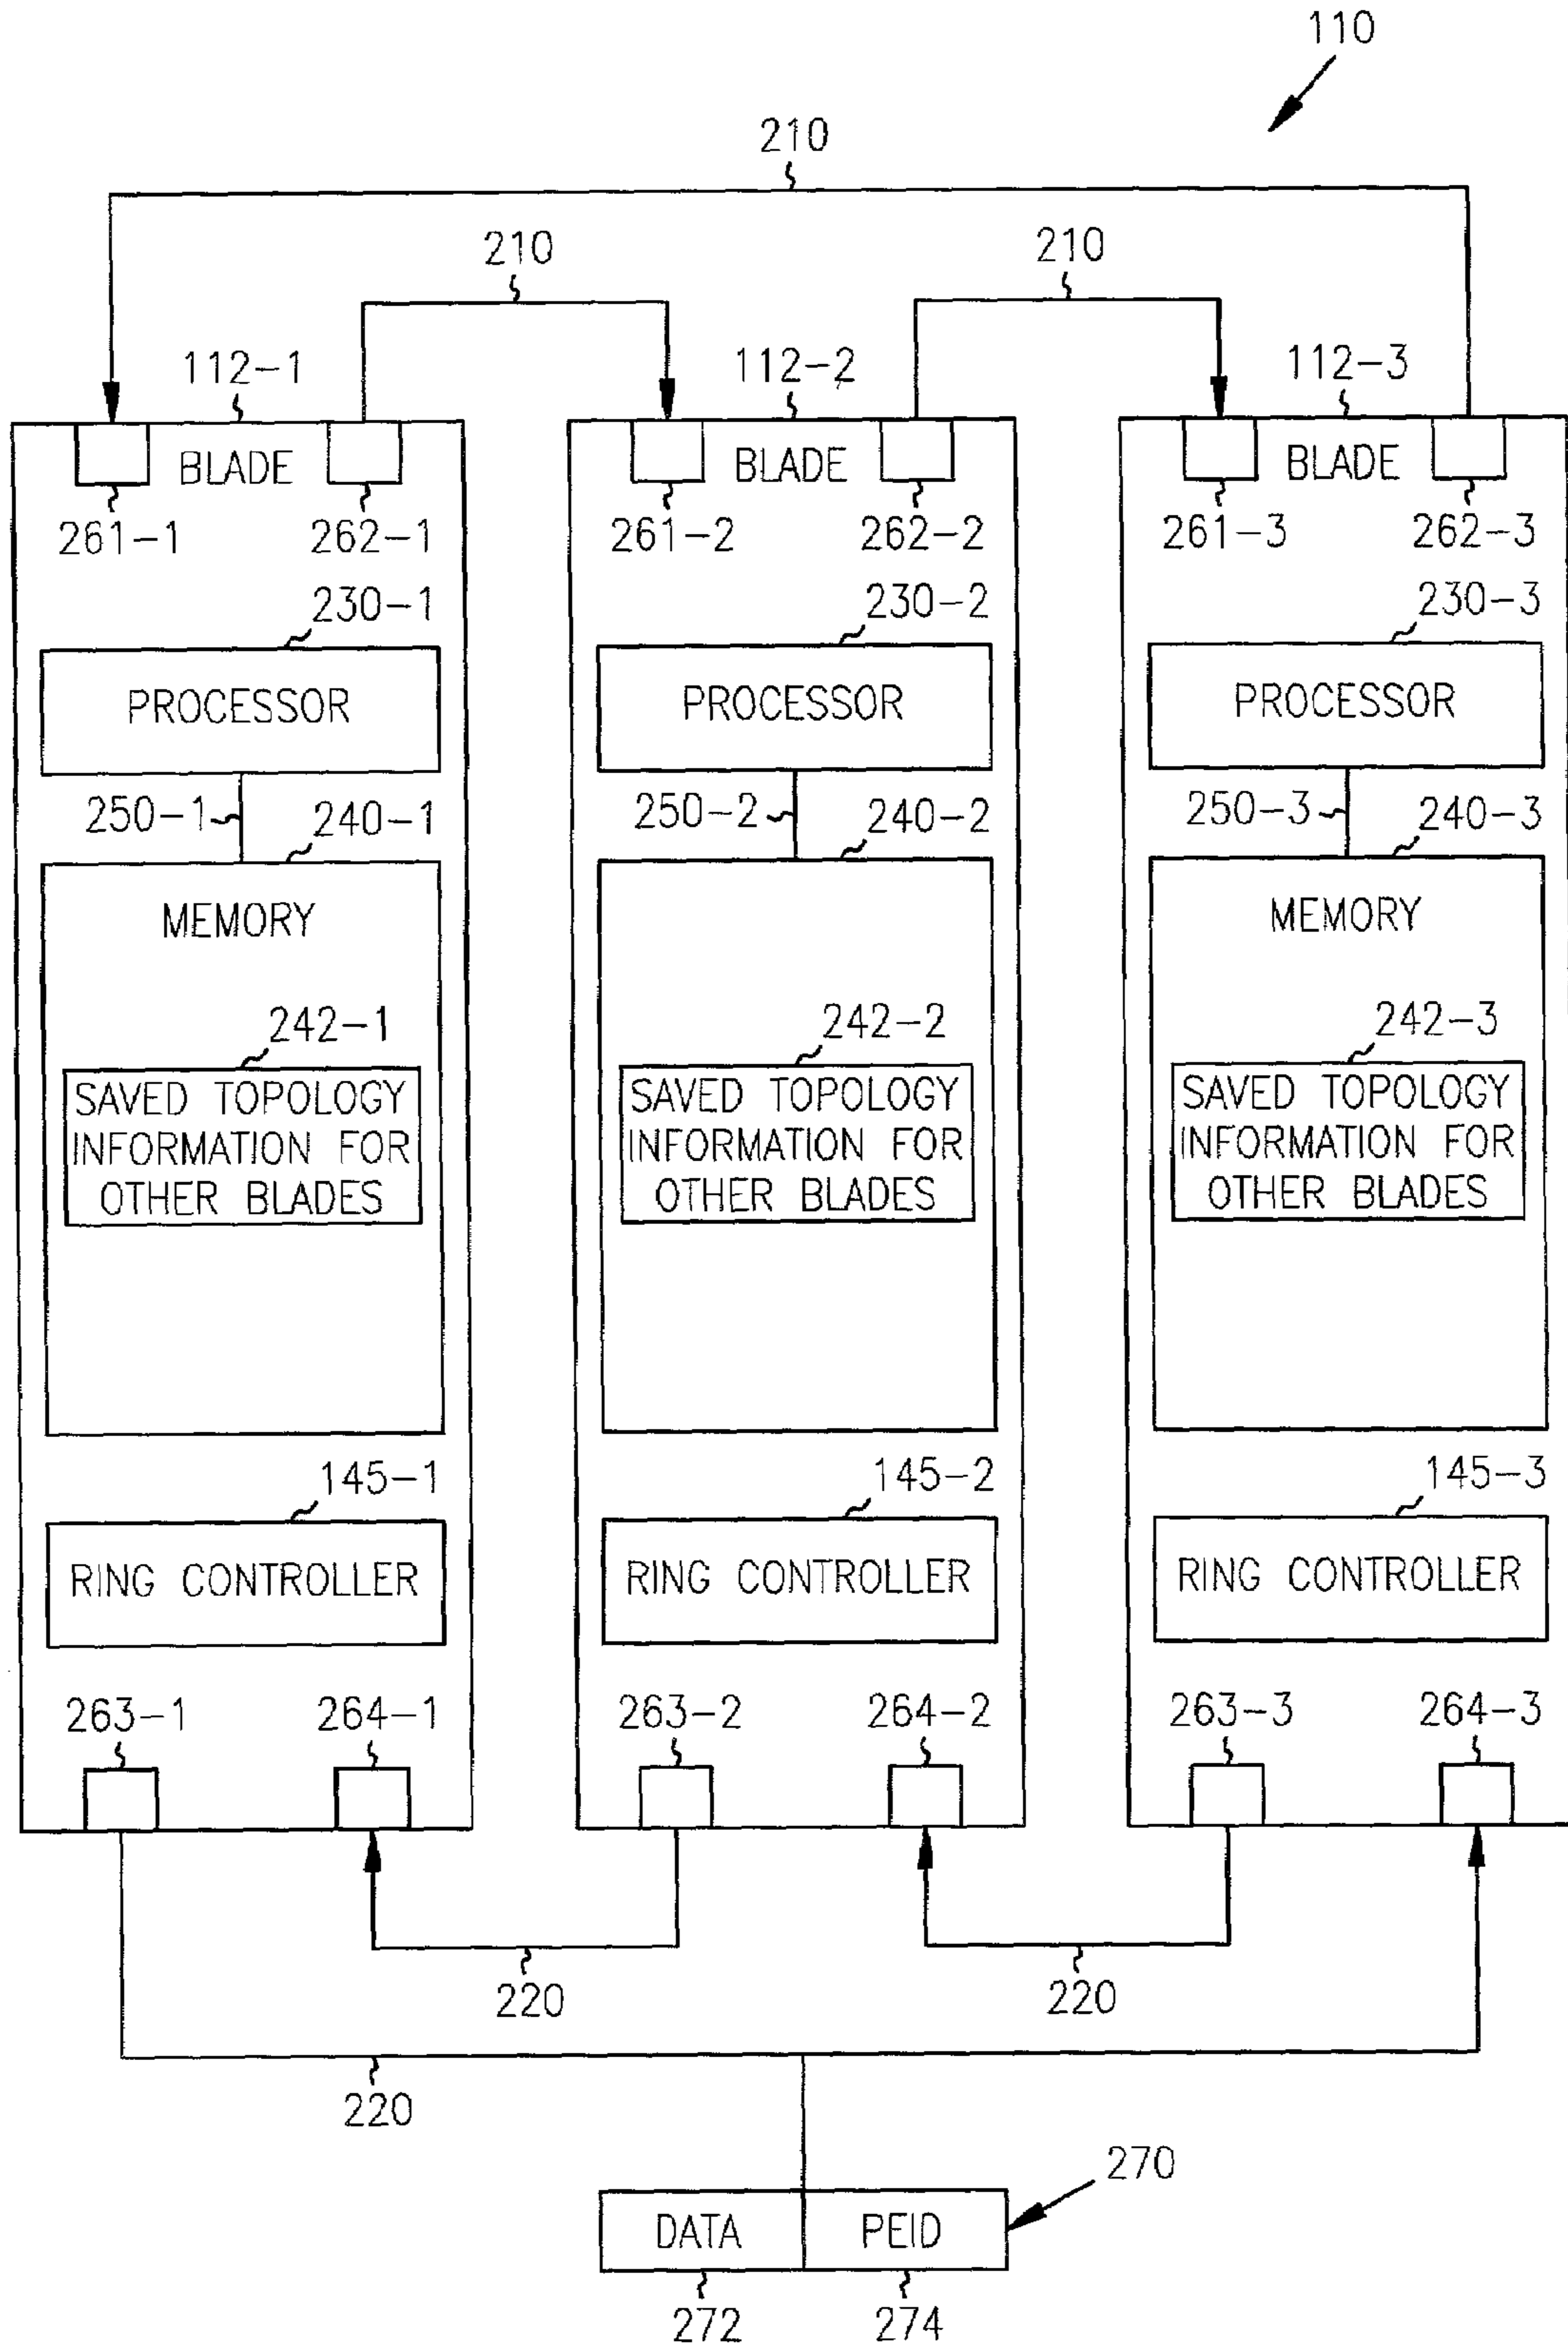 110
210
210
210
112-1
112-2
112-3
BLADE
BLADE
BLADE
261-1
262-1
261-2
262-2
261-3
262-3
230-1
230-2
230-3
PROCESSOR
PROCESSOR
PROCESSOR
250-1
240-1
250-2
240-2
250-3
240-3
MEMORY
MEMORY
242-1
242-2
242-3
SAVED TOPOLOGY
INFORMATION FOR
OTHER BLADES
SAVED TOPOLOGY
INFORMATION FOR
OTHER BLADES
SAVED TOPOLOGY
INFORMATION FOR
OTHER BLADES
145-1
145-2
145-3
RING CONTROLLER
RING CONTROLLER
RING CONTROLLER
263-1
264-1
263-2
264-2
263-3
264-3
220
220
220
270
DATA
PEID
272
274